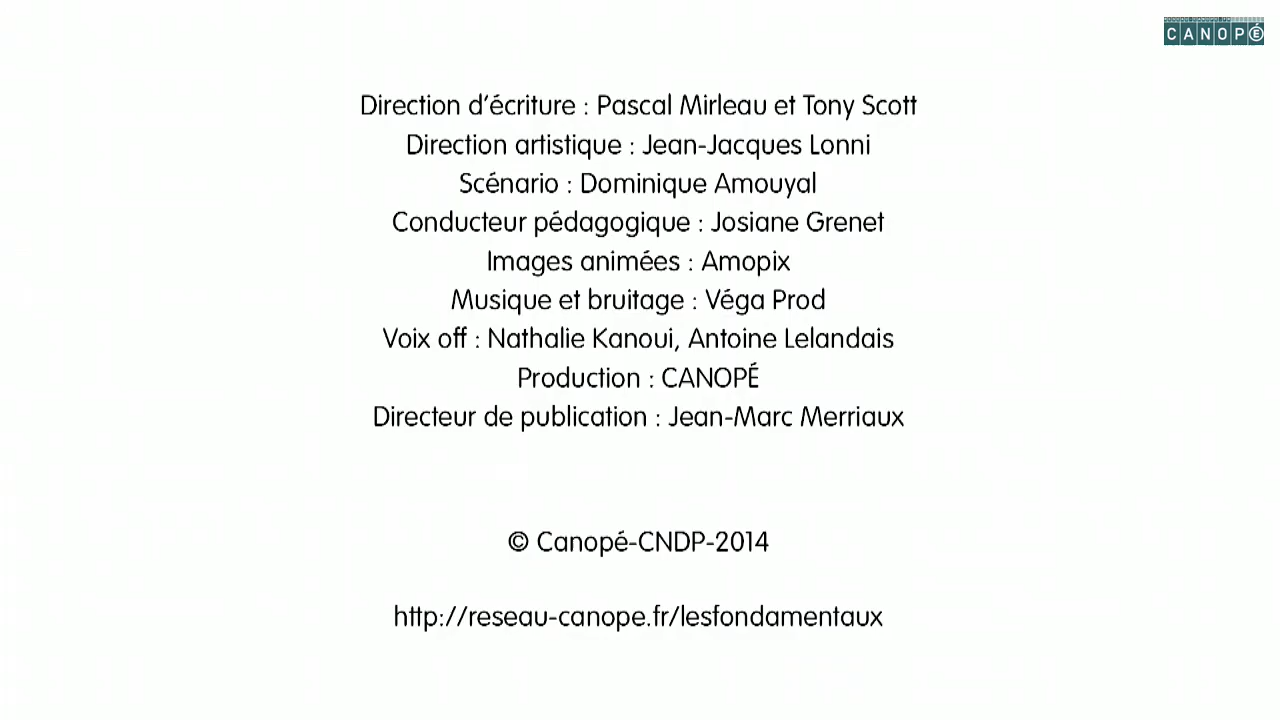 CANOPÉ
Direction d'écriture : Pascal Mirleau et Tony Scott
Direction artistique : Jean-Jacques Lonni
Scénario : Dominique Amouyal
Conducteur pédagogique : Josiane Grenet
Images animées : Amopix
Musique et bruitage : Véga Prod
Voix off : Nathalie Kanoui, Antoine Lelandais
Production : CANOPÉ
Directeur de publication : Jean-Marc Merriaux
© Canopé-CNDP-2014
http://reseau-canope.fr/lesfondamentaux